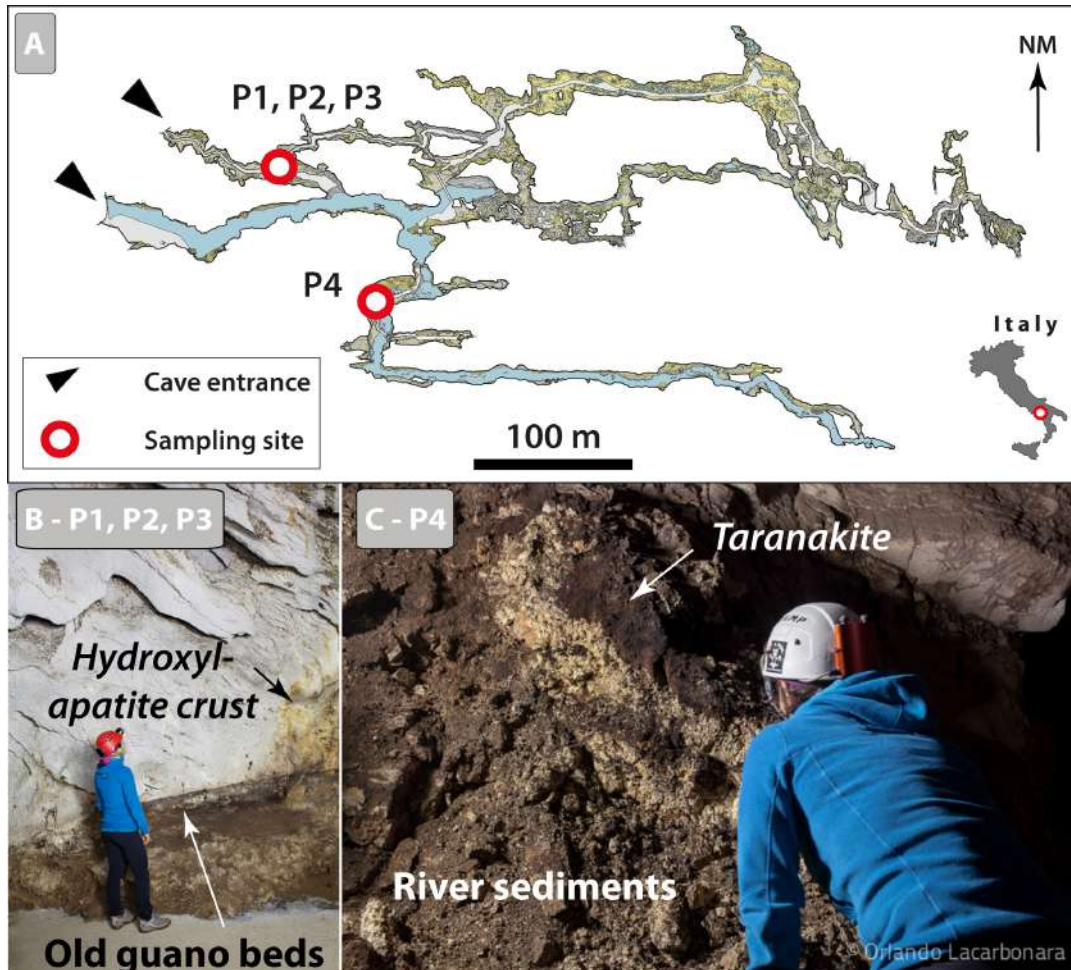 A
NM
P1, P2, P3
P4
Italy
Cave entrance
Sampling site
100 m
B - P1, P2, P3
C - P4
Taranakite
Hydroxyl-
apatite crust
River sediments
Old guano beds
© Orlando Lacarbonara